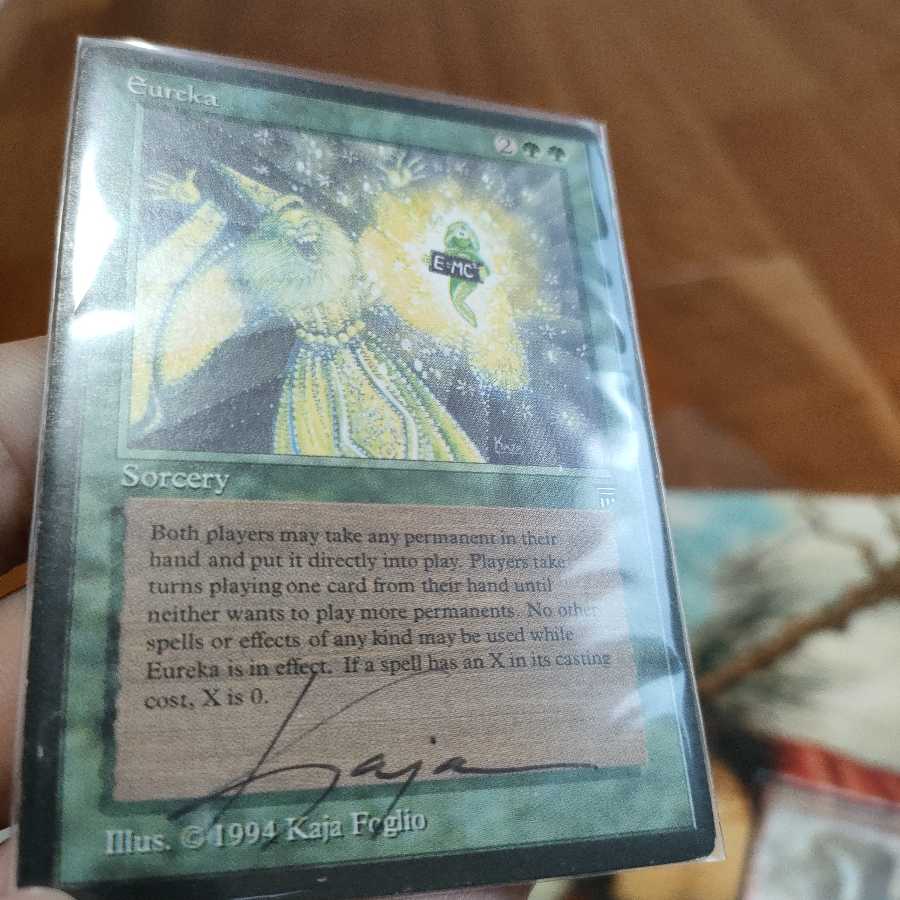 Eureka
2
E=MC²
Kaja
Sorcery
Both players may take any permanent in their
hand and put it directly into play. Players take
turns playing one card from their hand until
neither wants to play more permanents. No other
spells or effects of any kind may be used while
Eureka is in effect. If a spell has an X in its casting
cost, X is 0.
Kaja
Illus. © 1994 Kaja Foglio